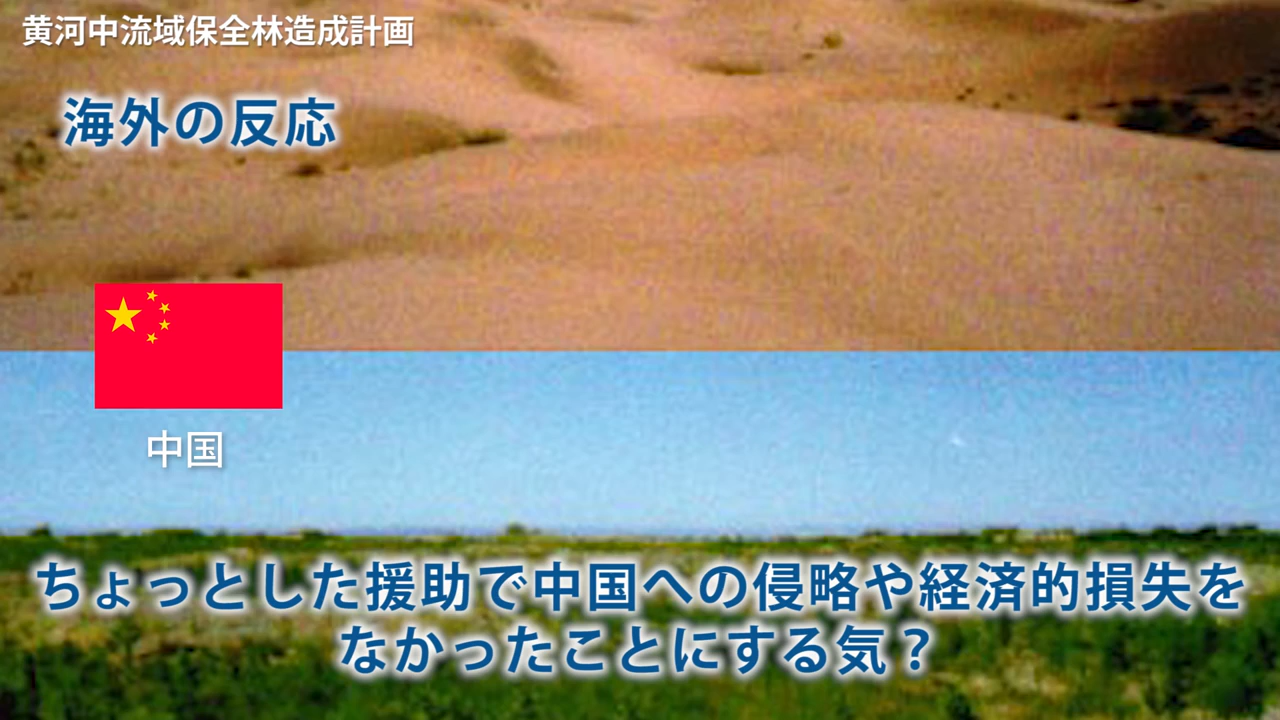 黄河中流域保全林造成計画
海外の反応
中国
ちょっとした援助で中国への侵略や経済的損失を
なかったことにする気？